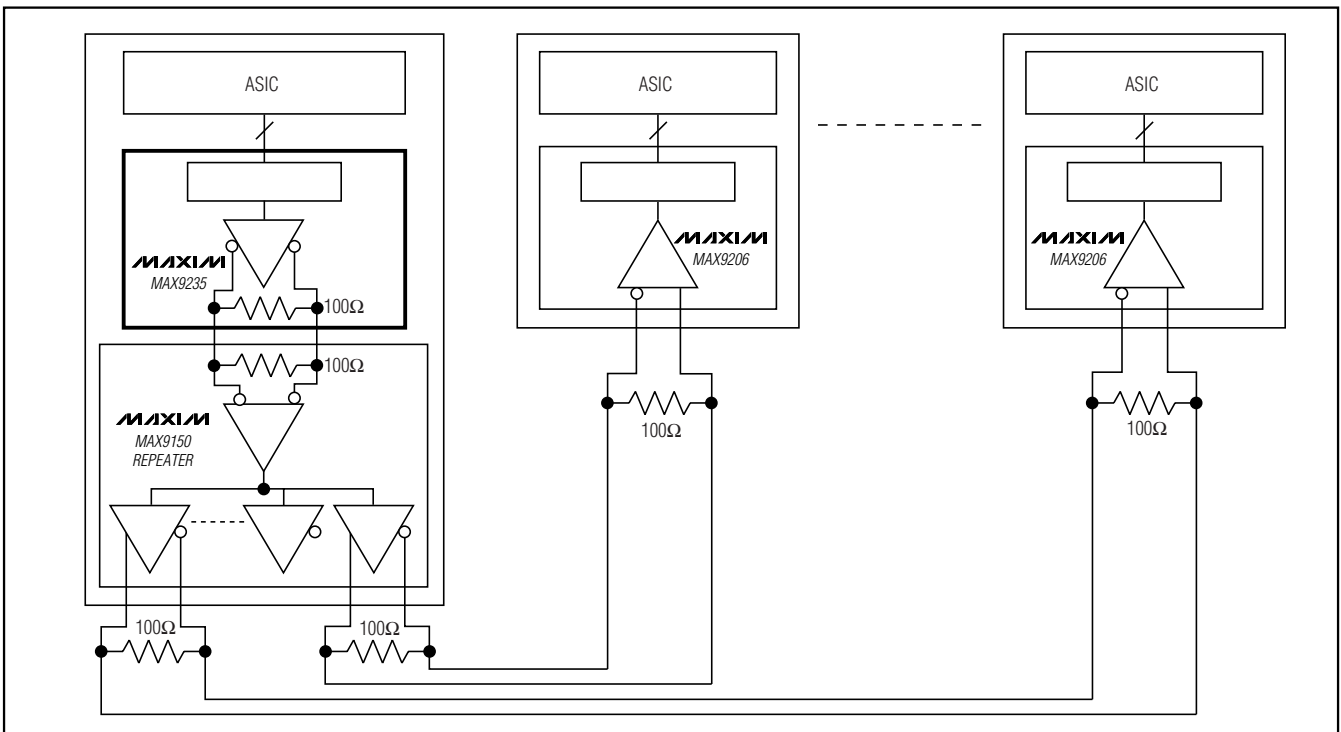 ASIC
ASIC
ASIC
MAXIM
MAX9235
100Ω
MAXIM
MAX9206
MAXIM
MAX9206
100Ω
MAXIM
MAX9150
REPEATER
100Ω
100Ω
100Ω
100Ω